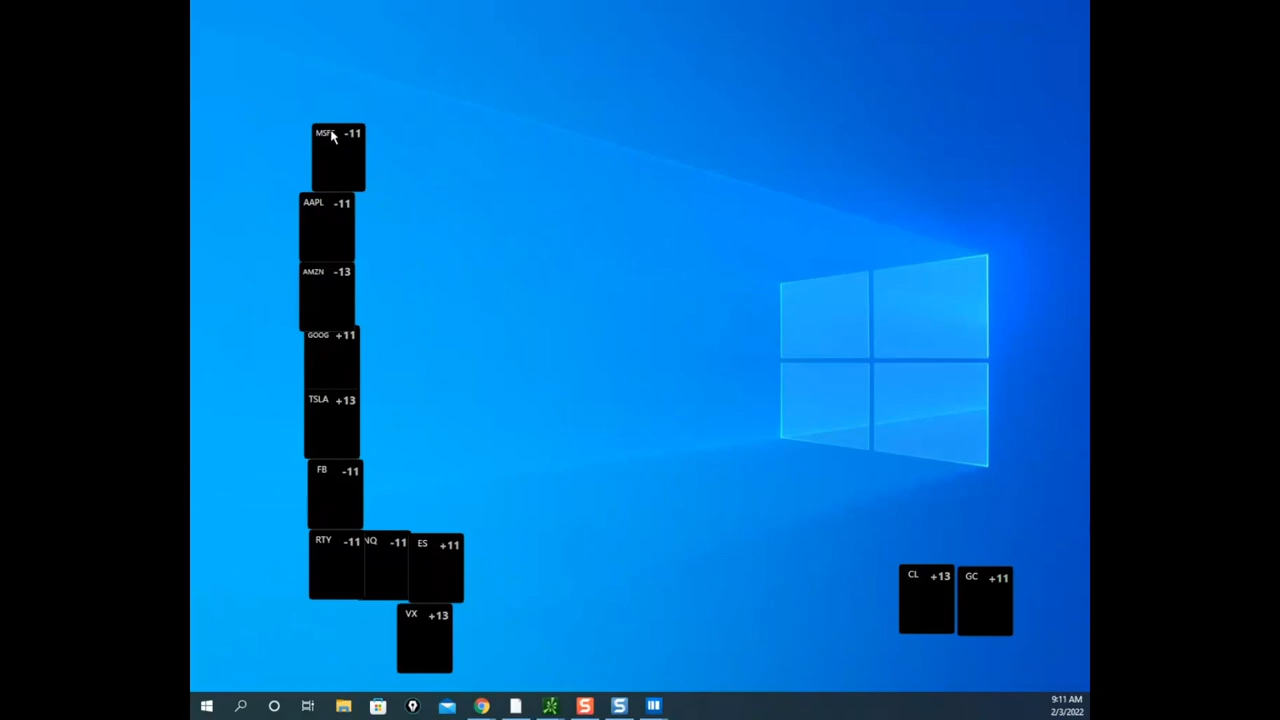 MSFT -11
AAPL -11
AMZN -13
GOOG +11
TSLA +13
FB -11
RTY -11
NQ -11
ES +11
VX +13
CL +13
GC +11
S
S
9:11 AM
2/3/2022